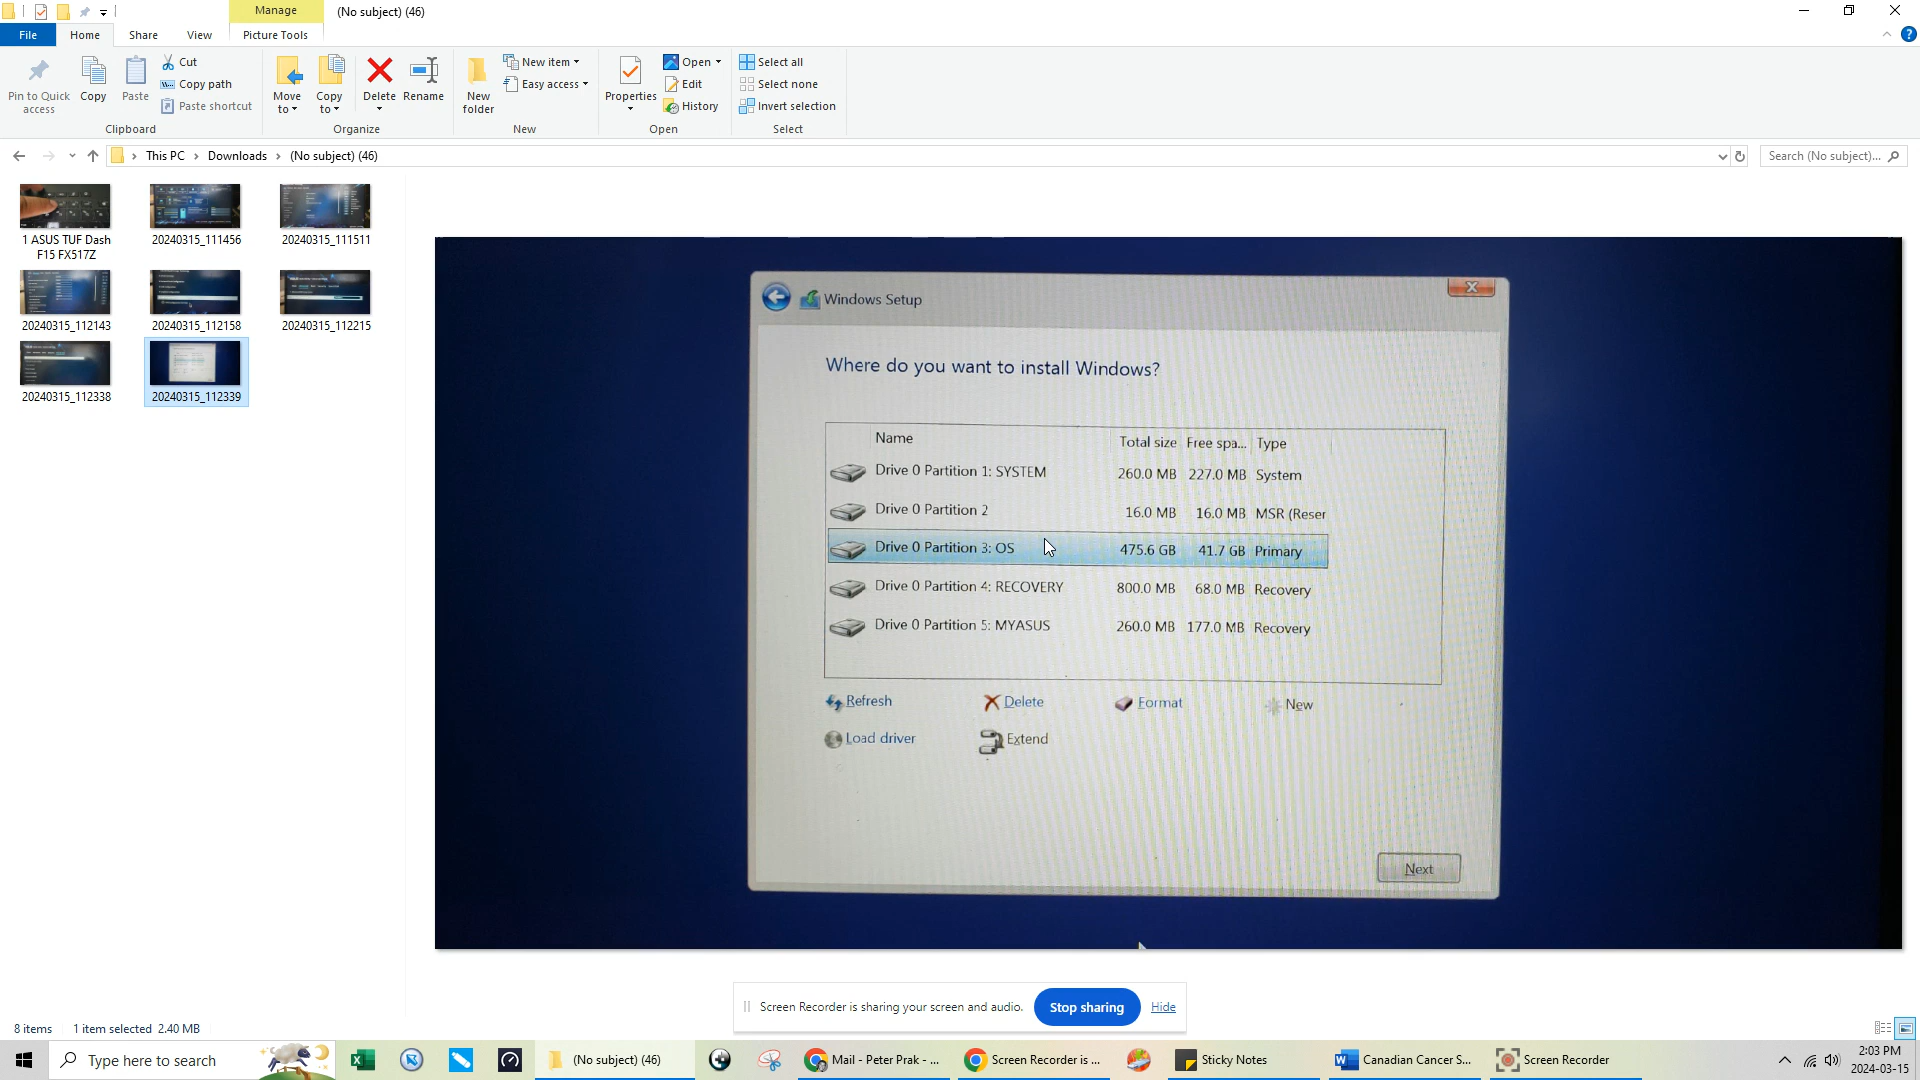 Manage
(No subject) (46)
File
Home
Share
View
Picture Tools
Pin to Quick access
Copy
Paste
Cut
Copy path
Paste shortcut
Clipboard
Move to
Copy to
Delete
Rename
Organize
New folder
New item
Easy access
New
Properties
Open
Edit
History
Open
Select all
Select none
Invert selection
Select
This PC
Downloads
(No subject) (46)
Search (No subject)...
1 ASUS TUF Dash F15 FX517Z
20240315_111456
20240315_111511
20240315_112143
20240315_112158
20240315_112215
20240315_112338
20240315_112339
Windows Setup
Where do you want to install Windows?
Name Total size Free spa... Type
Drive 0 Partition 1: SYSTEM 260.0 MB 227.0 MB System
Drive 0 Partition 2 16.0 MB 16.0 MB MSR (Reser
Drive 0 Partition 3: OS 475.6 GB 41.7 GB Primary
Drive 0 Partition 4: RECOVERY 800.0 MB 68.0 MB Recovery
Drive 0 Partition 5: MYASUS 260.0 MB 177.0 MB Recovery
Refresh Delete Format New
Load driver Extend
Next
Screen Recorder is sharing your screen and audio. Stop sharing Hide
8 items 1 item selected 2.40 MB
Type here to search
(No subject) (46)
Mail - Peter Prak - ...
Screen Recorder is ...
Sticky Notes
Canadian Cancer S...
Screen Recorder
2:03 PM
2024-03-15